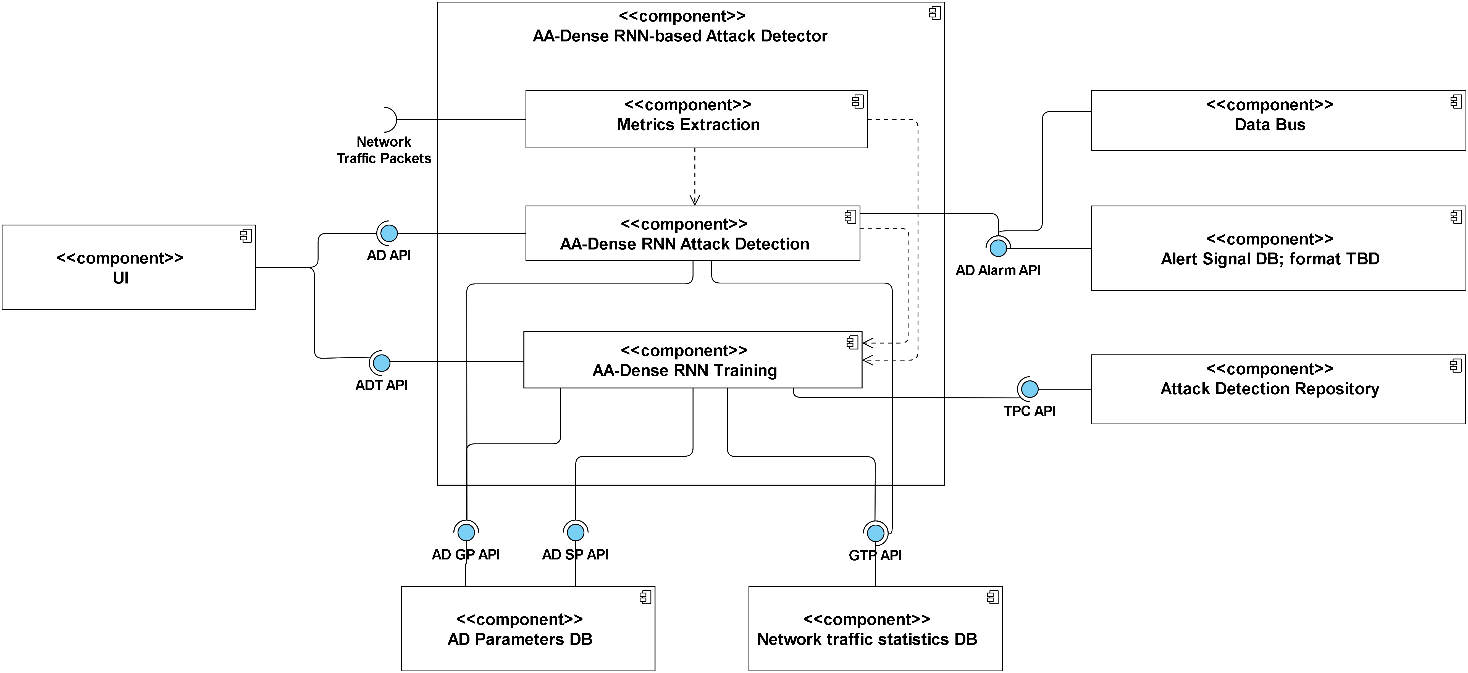 <<component>>
AA-Dense RNN-based Attack Detector
<<component>>
Metrics Extraction
Network
Traffic Packets
<<component>>
Data Bus
<<component>>
AA-Dense RNN Attack Detection
<<component>>
UI
AD API
AD Alarm API
<<component>>
Alert Signal DB; format TBD
<<component>>
AA-Dense RNN Training
ADT API
TPC API
<<component>>
Attack Detection Repository
AD GP API
AD SP API
GTP API
<<component>>
AD Parameters DB
<<component>>
Network traffic statistics DB